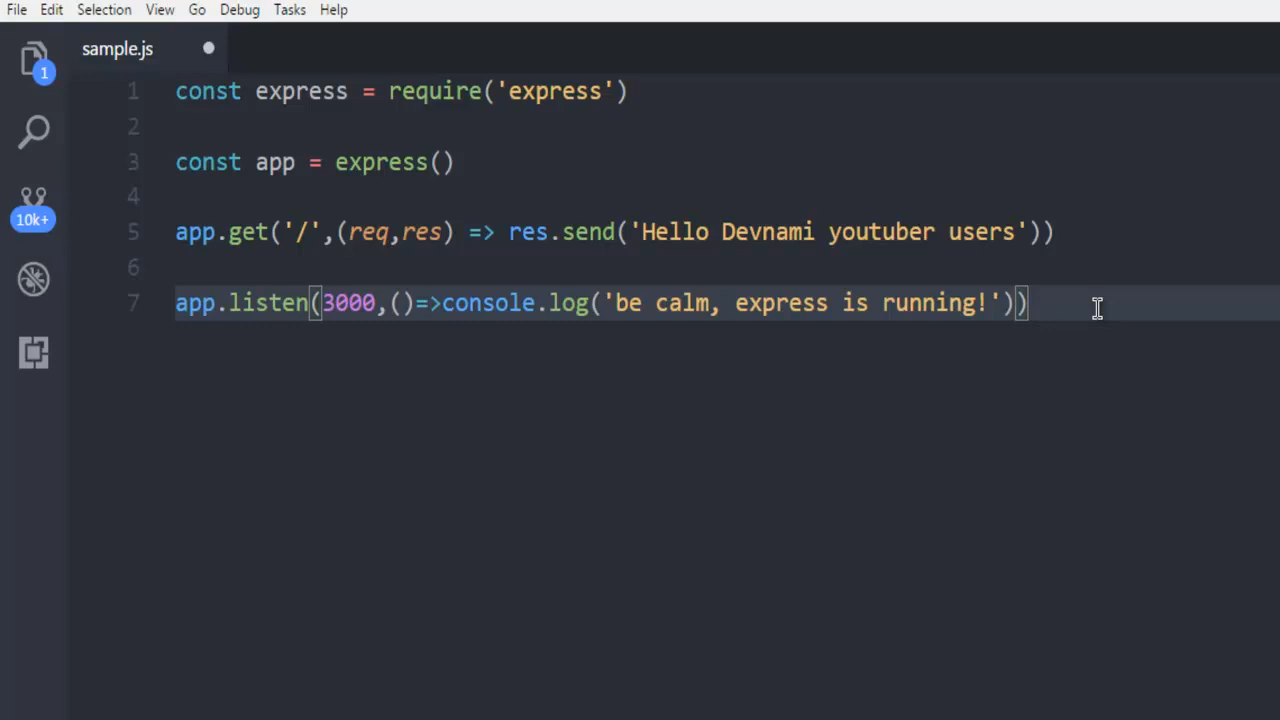 File Edit Selection View Go Debug Tasks Help
sample.js
1
10k+
1 const express = require('express')
2
3 const app = express()
4
5 app.get('/',(req,res) => res.send('Hello Devnami youtuber users'))
6
7 app.listen(3000,()=>console.log('be calm, express is running!'))